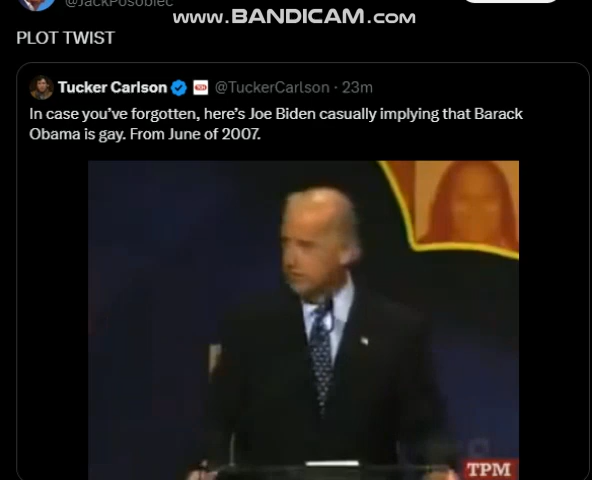 @JackPosobiec
www.BANDICAM.com
PLOT TWIST
Tucker Carlson @TuckerCarlson · 23m
In case you've forgotten, here's Joe Biden casually implying that Barack
Obama is gay. From June of 2007.
TPM